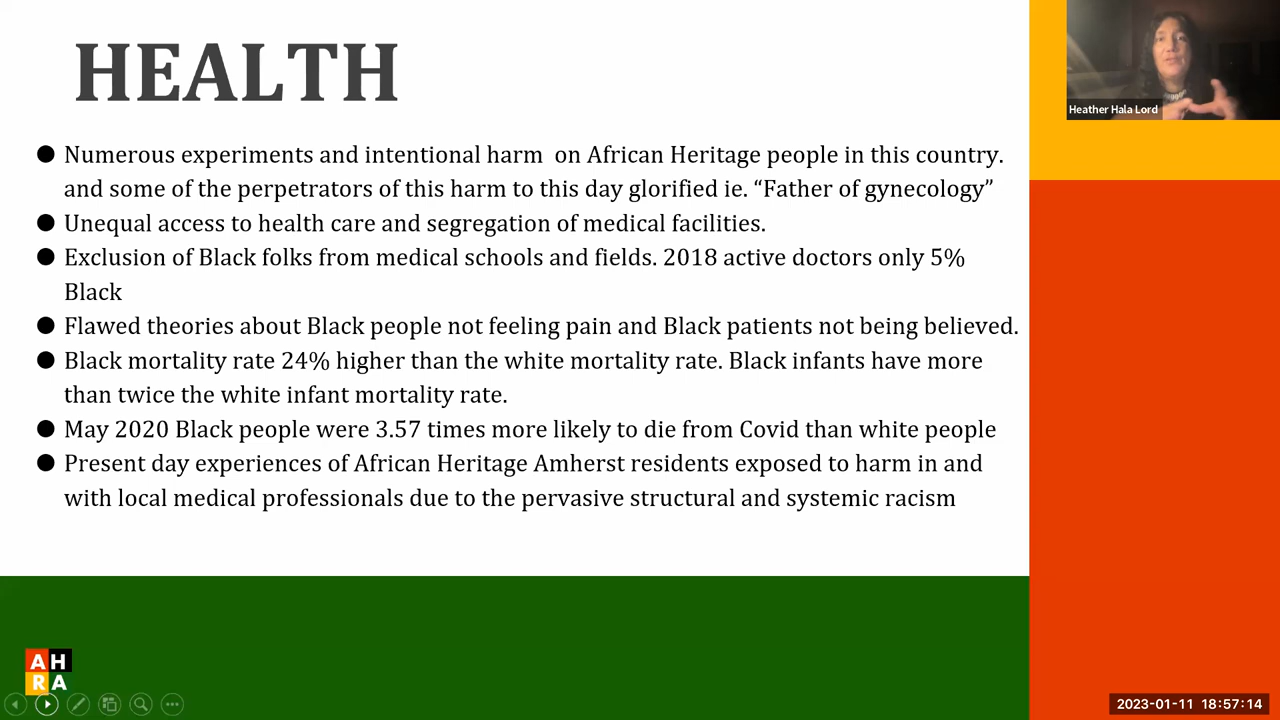 HEALTH
● Numerous experiments and intentional harm  on African Heritage people in this country.
and some of the perpetrators of this harm to this day glorified ie. “Father of gynecology”
● Unequal access to health care and segregation of medical facilities.
● Exclusion of Black folks from medical schools and fields. 2018 active doctors only 5%
Black
● Flawed theories about Black people not feeling pain and Black patients not being believed.
● Black mortality rate 24% higher than the white mortality rate. Black infants have more
than twice the white infant mortality rate.
● May 2020 Black people were 3.57 times more likely to die from Covid than white people
● Present day experiences of African Heritage Amherst residents exposed to harm in and
with local medical professionals due to the pervasive structural and systemic racism
Heather Hala Lord
AH
RA
2023-01-11 18:57:14